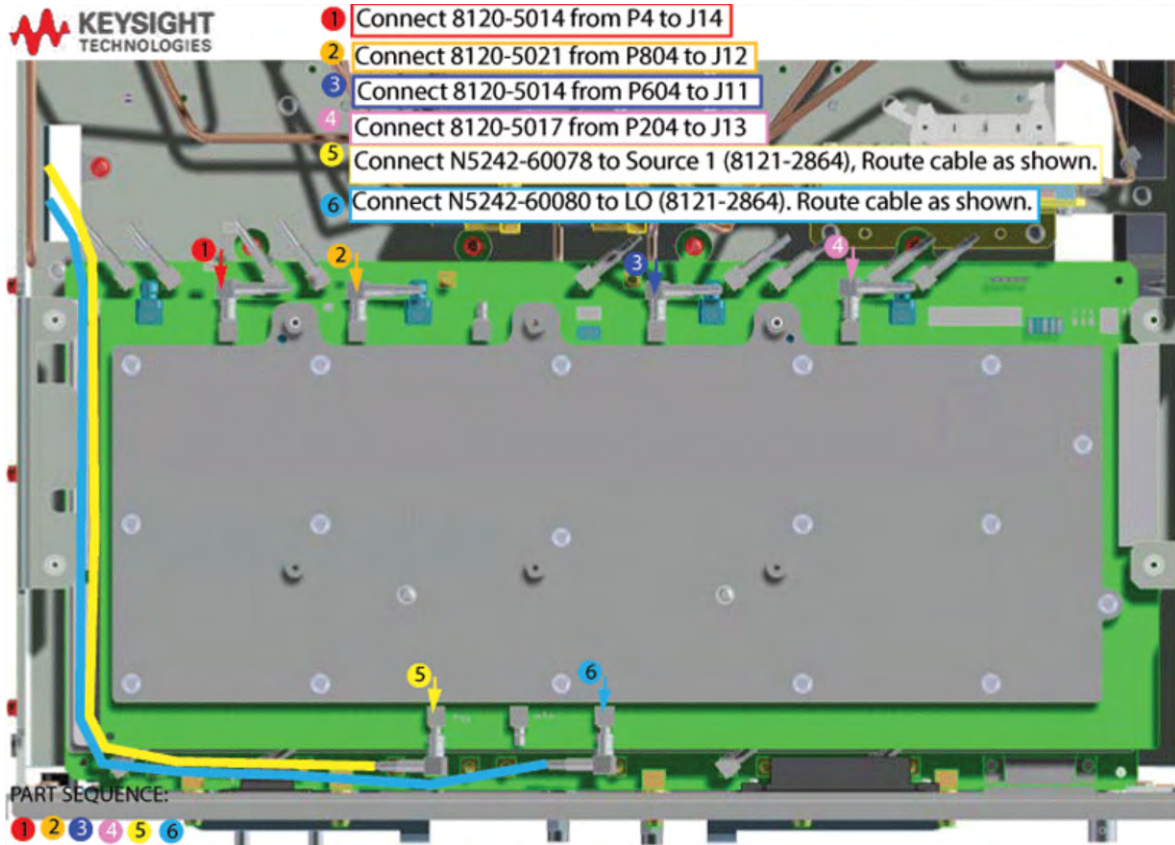 KEYSIGHT
TECHNOLOGIES
1 Connect 8120-5014 from P4 to J14
2 Connect 8120-5021 from P804 to J12
3 Connect 8120-5014 from P604 to J11
4 Connect 8120-5017 from P204 to J13
5 Connect N5242-60078 to Source 1 (8121-2864), Route cable as shown.
6 Connect N5242-60080 to LO (8121-2864). Route cable as shown.
1
2
3
4
5
6
PART SEQUENCE:
1 2 3 4 5 6